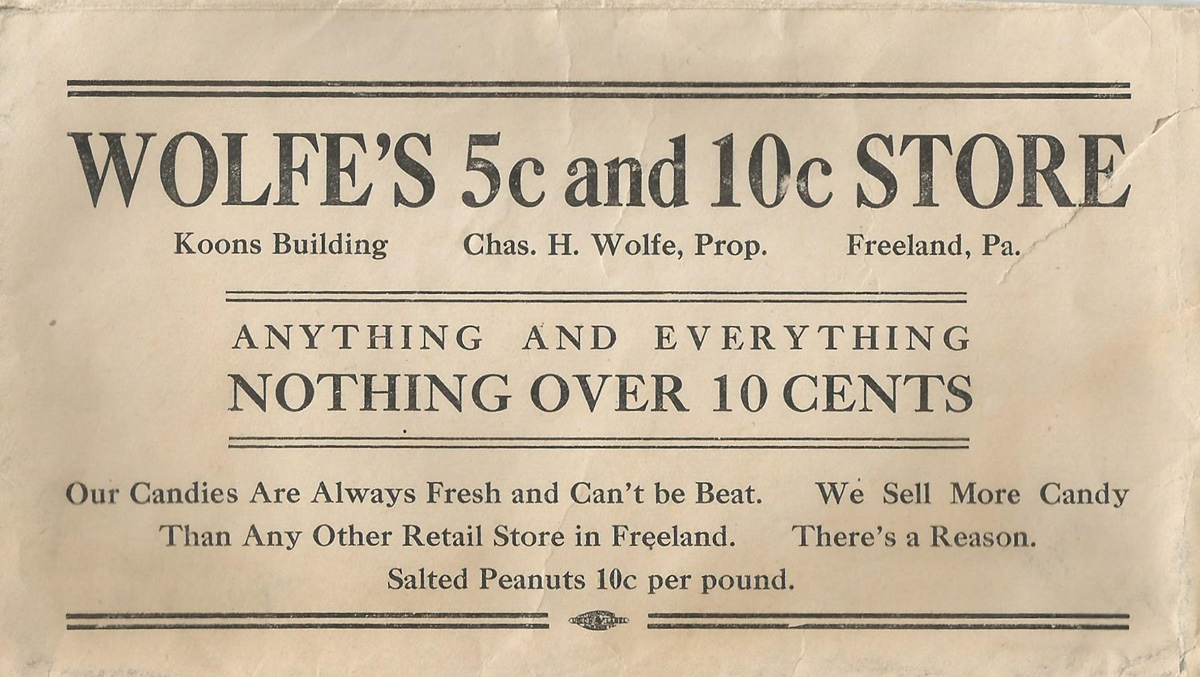 WOLFE'S 5c and 10c STORE
Koons Building Chas. H. Wolfe, Prop. Freeland, Pa.
ANYTHING AND EVERYTHING
NOTHING OVER 10 CENTS
Our Candies Are Always Fresh and Can't be Beat. We Sell More Candy
Than Any Other Retail Store in Freeland. There's a Reason.
Salted Peanuts 10c per pound.